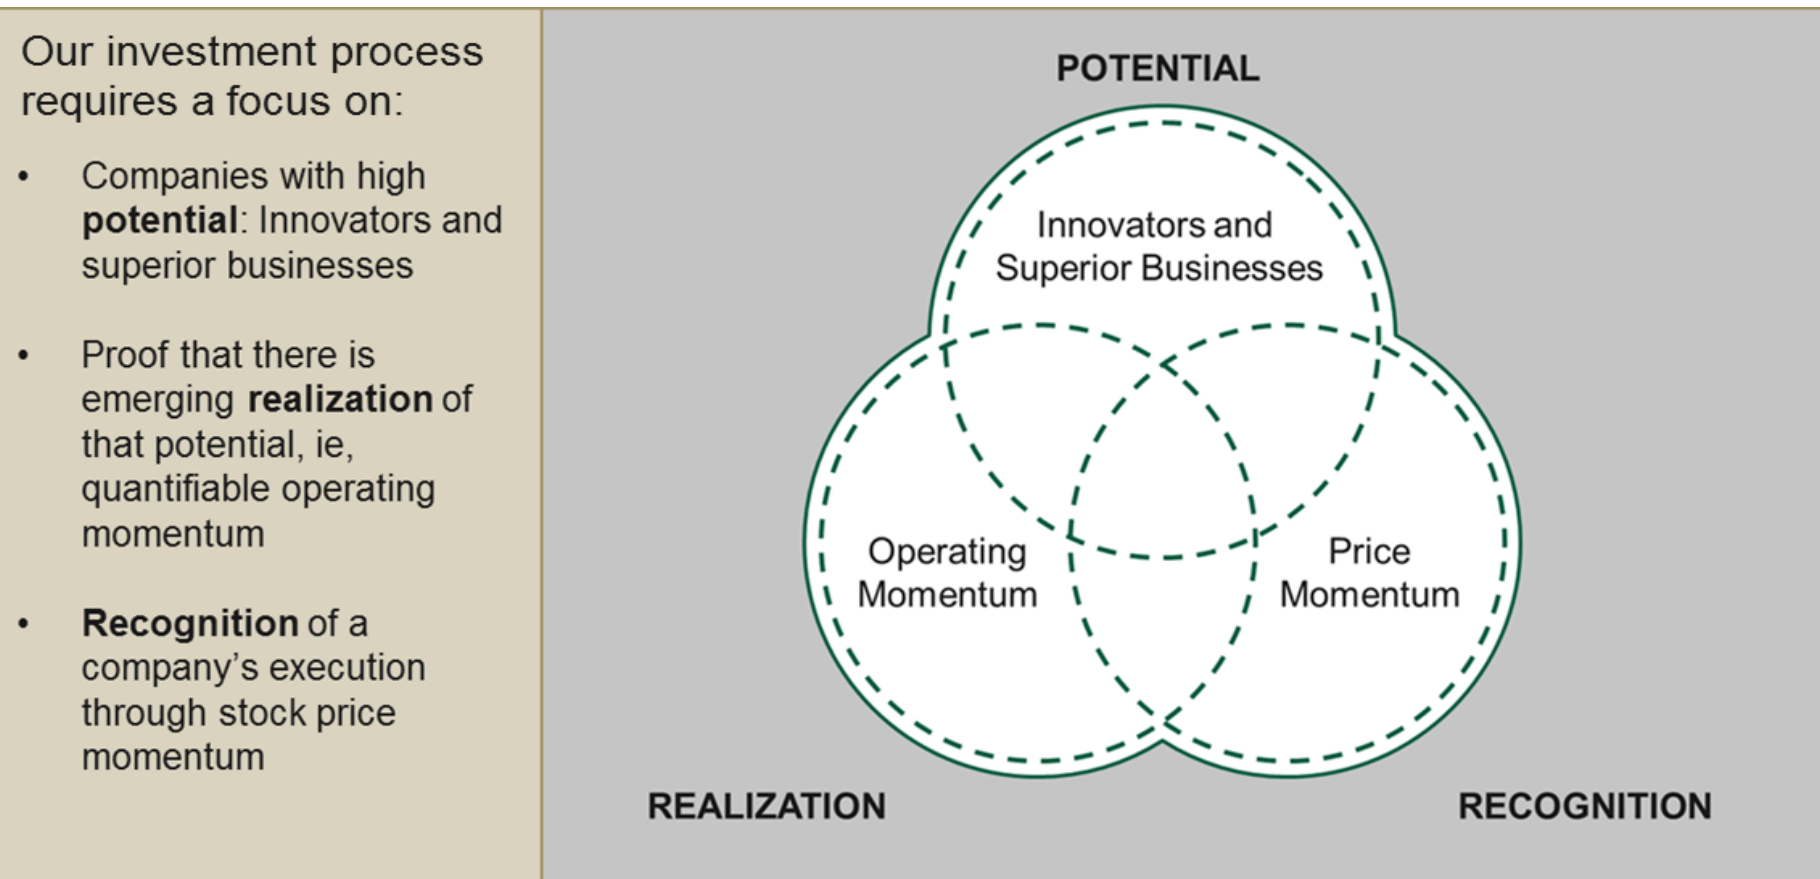 Our investment process
requires a focus on:
• Companies with high
potential: Innovators and
superior businesses
• Proof that there is
emerging realization of
that potential, ie,
quantifiable operating
momentum
• Recognition of a
company’s execution
through stock price
momentum
POTENTIAL
Innovators and
Superior Businesses
Operating
Momentum
Price
Momentum
REALIZATION
RECOGNITION